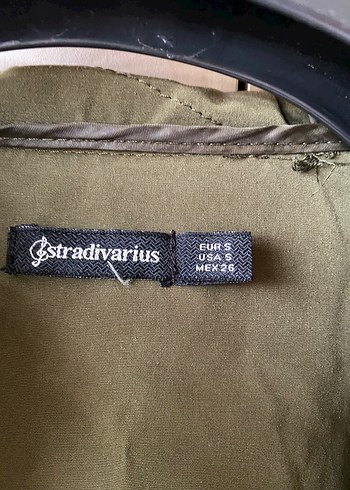 stradivarius
EUR S
USA S
MEX 26